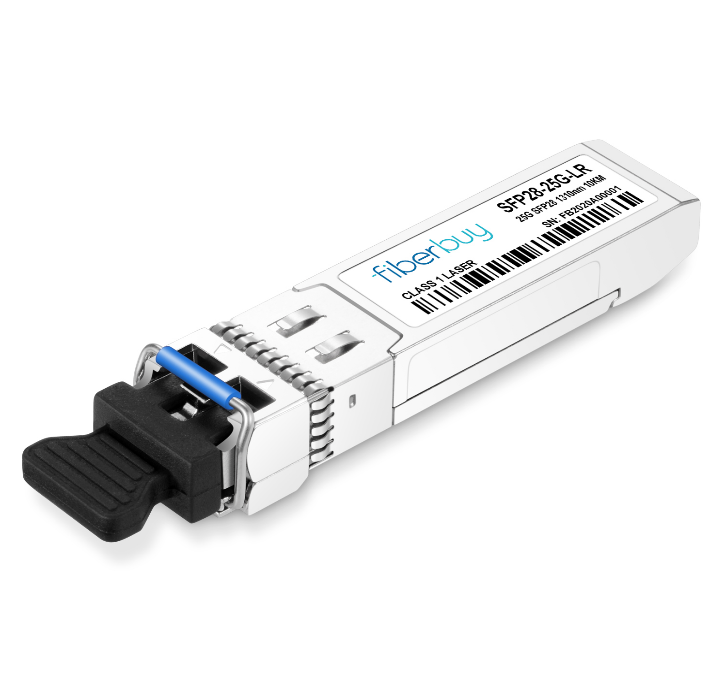 fiberbuy
SFP28-25G-LR
25G SFP28 1310nm 10KM
SN: FB2020A00001
CLASS 1 LASER